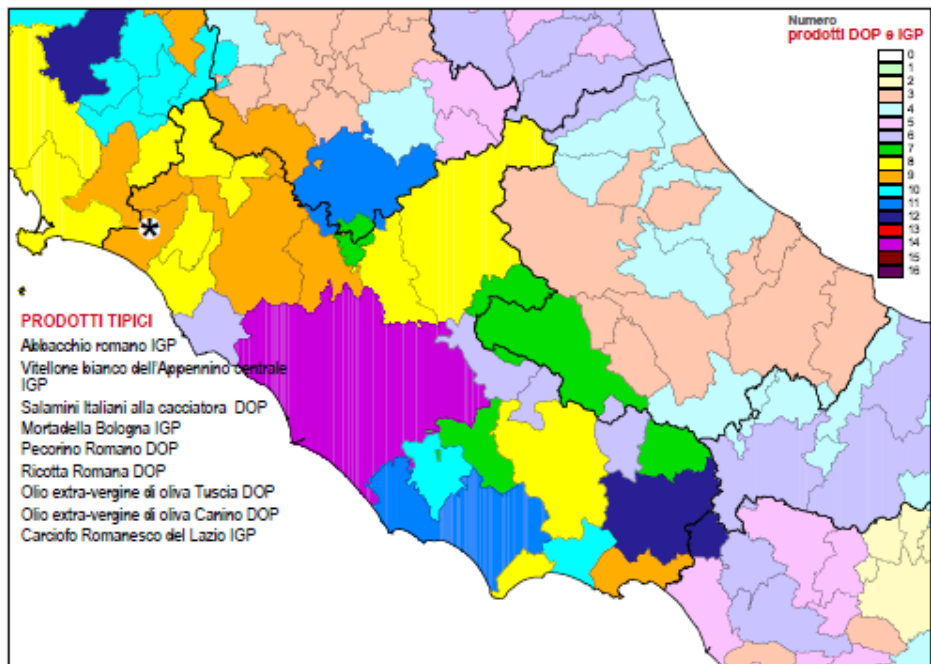 Numero
prodotti DOP e IGP
0
1
2
3
4
5
6
7
8
9
10
11
12
13
14
15
16
*
PRODOTTI TIPICI
Abbacchio romano IGP
Vitellone bianco dell'Appennino centrale
IGP
Salamini Italiani alla cacciatora DOP
Mortadella Bologna IGP
Pecorino Romano DOP
Ricotta Romana DOP
Olio extra-vergine di oliva Tuscia DOP
Olio extra-vergine di oliva Canino DOP
Carciofo Romanesco del Lazio IGP